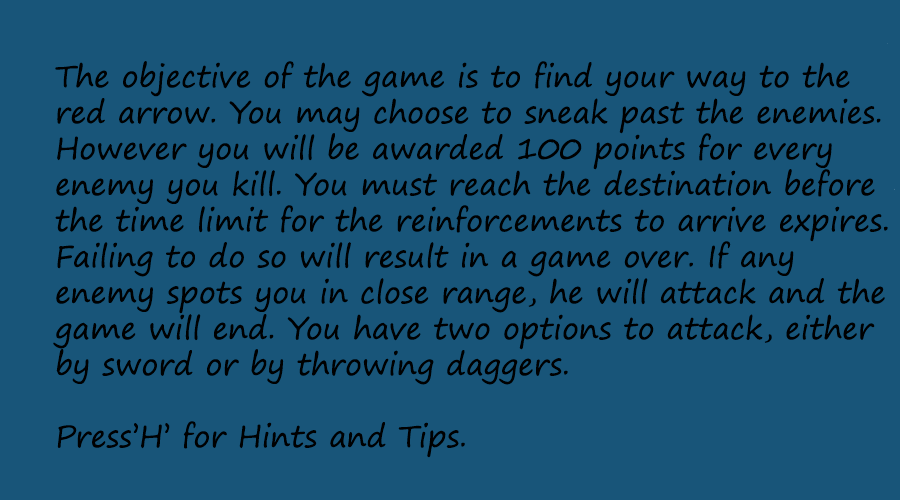 The objective of the game is to find your way to the
red arrow. You may choose to sneak past the enemies.
However you will be awarded 100 points for every
enemy you kill. You must reach the destination before
the time limit for the reinforcements to arrive expires.
Failing to do so will result in a game over. If any
enemy spots you in close range, he will attack and the
game will end. You have two options to attack, either
by sword or by throwing daggers.
Press'H' for Hints and Tips.